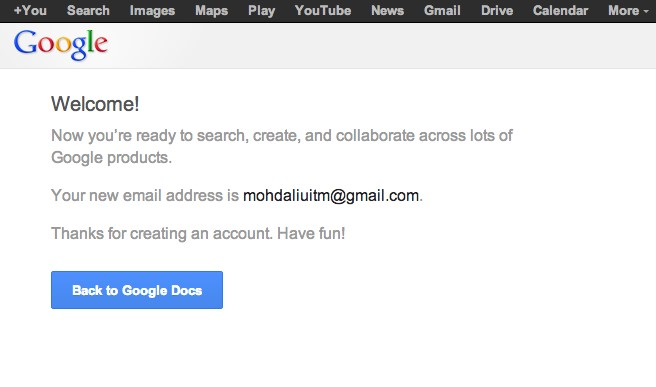 +You Search Images Maps Play YouTube News Gmail Drive Calendar More
Google
Welcome!
Now you're ready to search, create, and collaborate across lots of
Google products.
Your new email address is mohdaliuitm@gmail.com.
Thanks for creating an account. Have fun!
Back to Google Docs